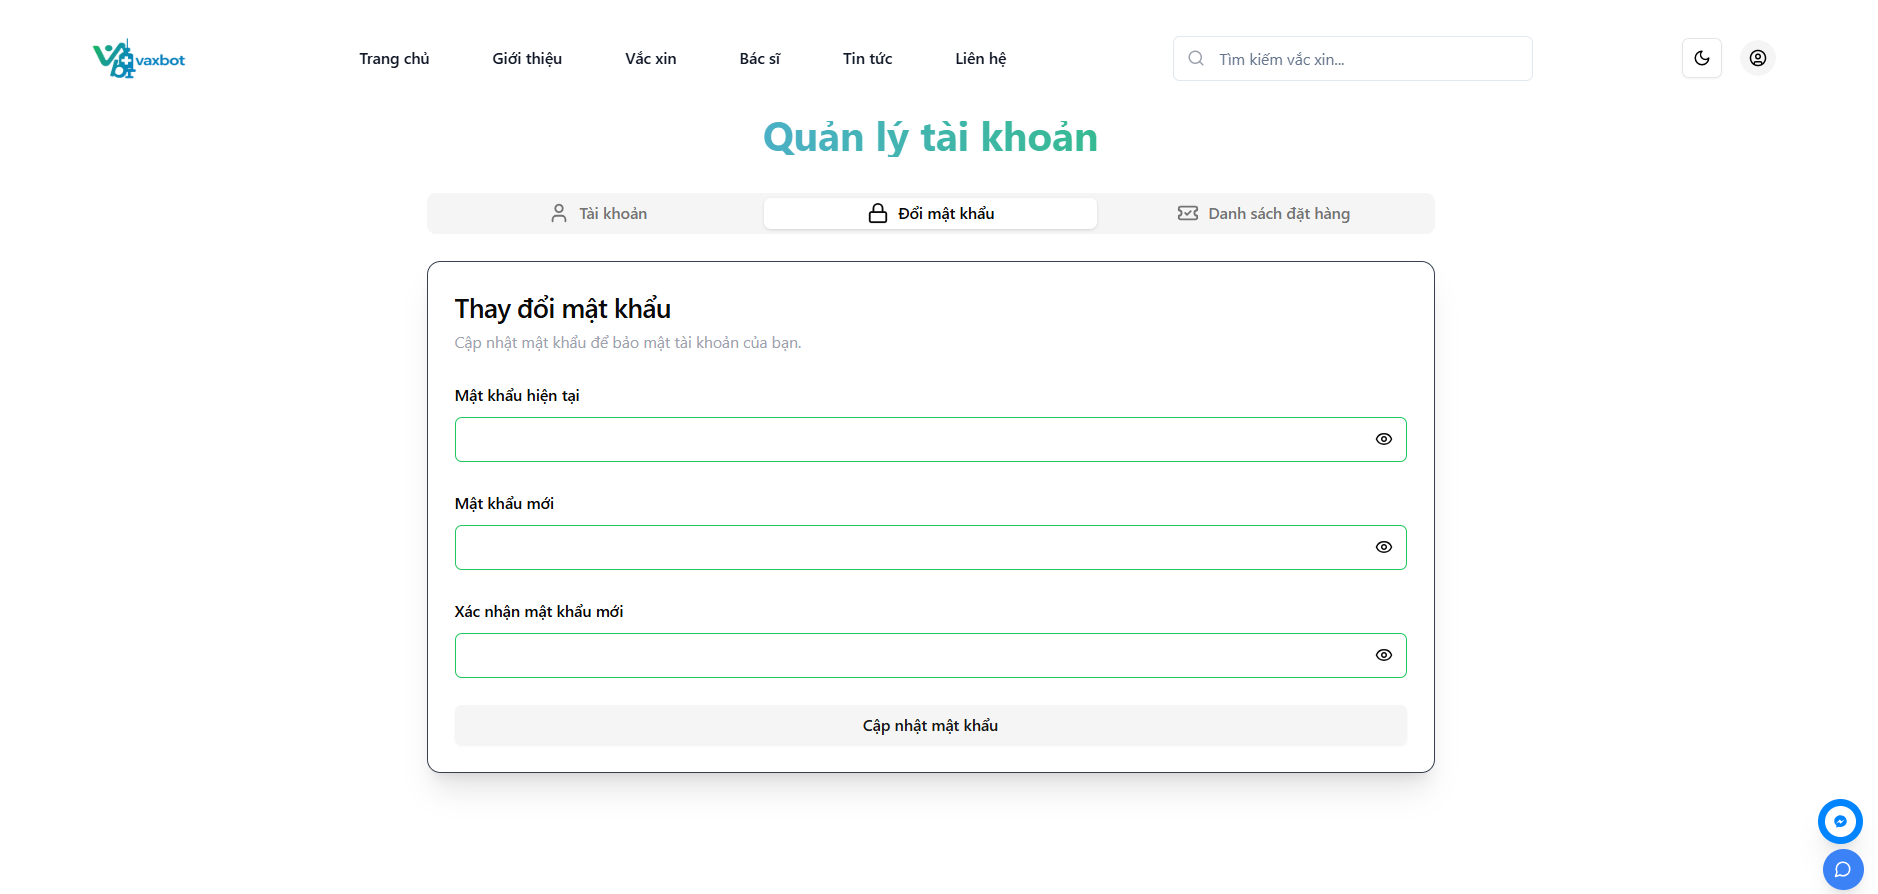 vaxbot
Trang chủ
Giới thiệu
Vắc xin
Bác sĩ
Tin tức
Liên hệ
Tìm kiếm vắc xin...
Quản lý tài khoản
Tài khoản
Đổi mật khẩu
Danh sách đặt hàng
Thay đổi mật khẩu
Cập nhật mật khẩu để bảo mật tài khoản của bạn.
Mật khẩu hiện tại
Mật khẩu mới
Xác nhận mật khẩu mới
Cập nhật mật khẩu